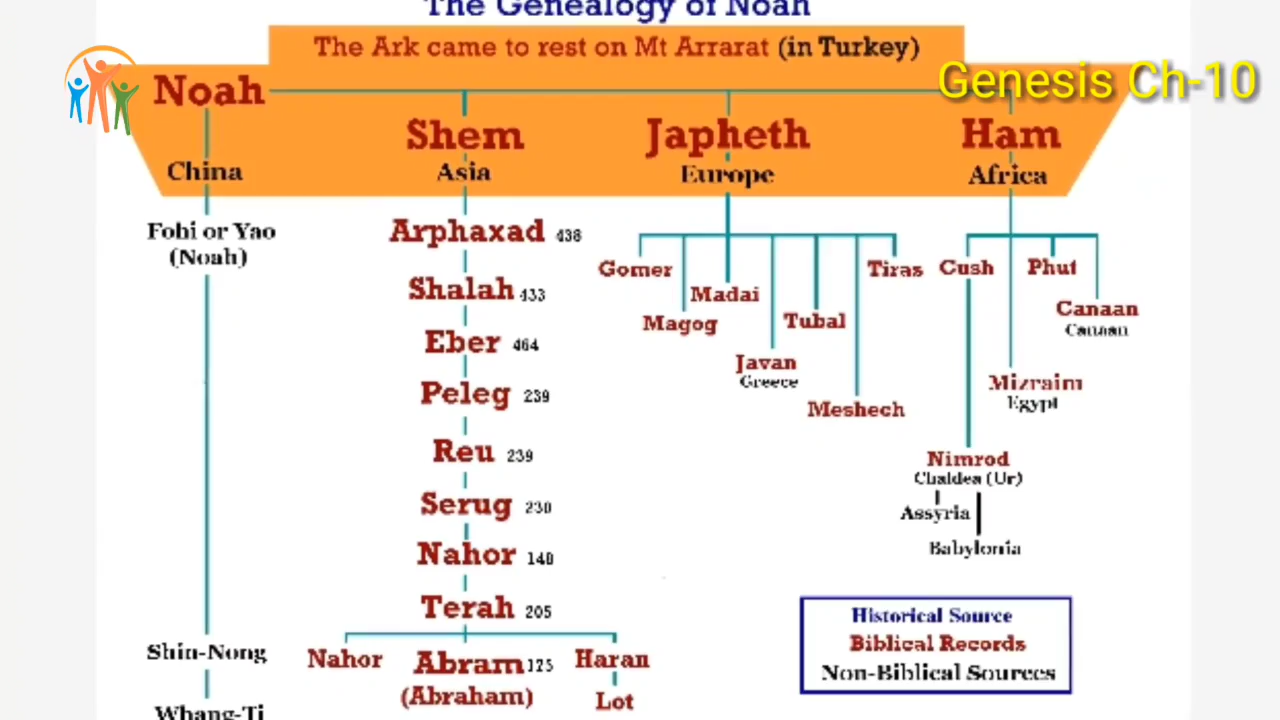 The Genealogy of Noah
The Ark came to rest on Mt Arrarat (in Turkey)
Genesis Ch-10
Noah
Shem
Japheth
Ham
China
Asia
Europe
Africa
Fohi or Yao
(Noah)
Arphaxad 438
Shalah 433
Eber 464
Peleg 239
Reu 239
Serug 230
Nahor 148
Terah 205
Nahor
Abram 125
(Abraham)
Haran
Lot
Gomer
Magog
Madai
Javan
Greece
Tubal
Meshech
Tiras
Cush
Phut
Canaan
Canaan
Mizraim
Egypt
Nimrod
Chaldea (Ur)
Assyria
Babylonia
Shin-Nong
Whang-Ti
Historical Source
Biblical Records
Non-Biblical Sources